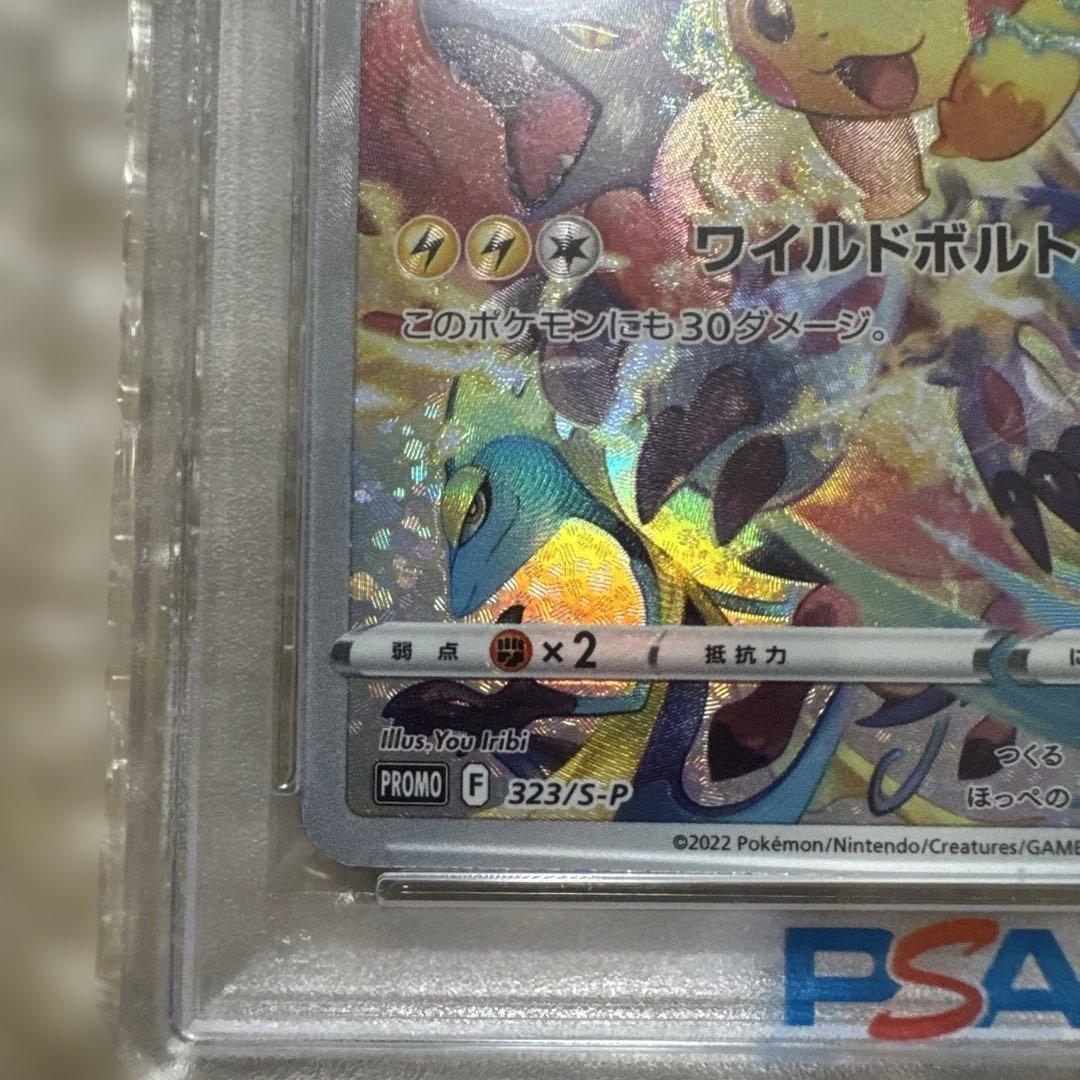 ワイルドボルト
このポケモンにも30ダメージ。
弱点 ×2 抵抗力 に
Illus.You Iribi
つくる
PROMO F 323/S-P
ほっぺの
©2022 Pokémon/Nintendo/Creatures/GAME
PSA